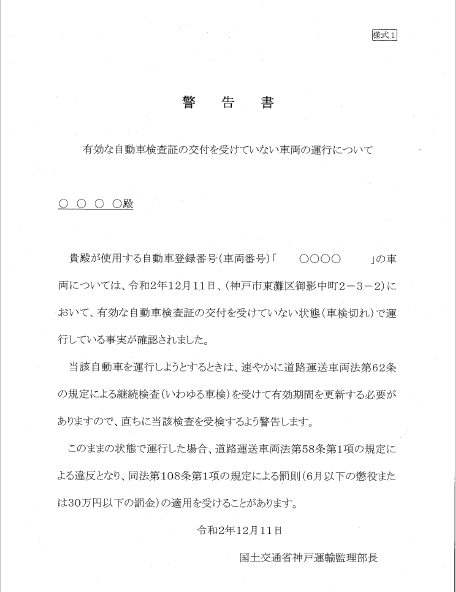 様式1
警告書
有効な自動車検査証の交付を受けていない車両の運行について
〇 〇 〇 〇殿
貴殿が使用する自動車登録番号(車両番号)「 〇〇〇〇 」の車
両については、令和2年12月11日、(神戸市東灘区御影中町2-3-2)に
おいて、有効な自動車検査証の交付を受けていない状態(車検切れ)で運
行している事実が確認されました。
当該自動車を運行しようとするときは、速やかに道路運送車両法第62条
の規定による継続検査(いわゆる車検)を受けて有効期間を更新する必要が
ありますので、直ちに当該検査を受検するよう警告します。
このままの状態で運行した場合、道路運送車両法第58条第1項の規定に
よる違反となり、同法第108条第1項の規定による罰則(6月以下の懲役また
は30万円以下の罰金)の適用を受けることがあります。
令和2年12月11日
国土交通省神戸運輸監理部長